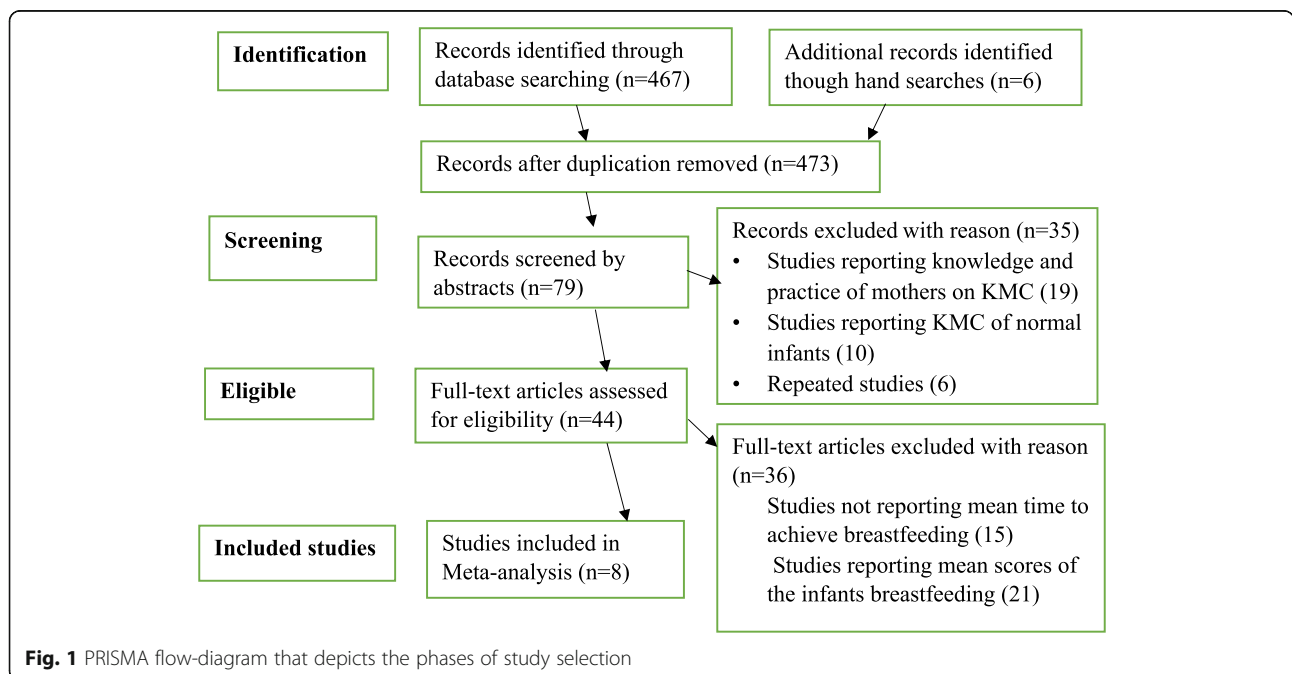 Identification
Records identified through
database searching (n=467)
Additional records identified
though hand searches (n=6)
Records after duplication removed (n=473)
Screening
Records screened by
abstracts (n=79)
Records excluded with reason (n=35)
• Studies reporting knowledge and
practice of mothers on KMC (19)
• Studies reporting KMC of normal
infants (10)
• Repeated studies (6)
Eligible
Full-text articles assessed
for eligibility (n=44)
Full-text articles excluded with reason
(n=36)
Studies not reporting mean time to
achieve breastfeeding (15)
Studies reporting mean scores of
the infants breastfeeding (21)
Included studies
Studies included in
Meta-analysis (n=8)
Fig. 1 PRISMA flow-diagram that depicts the phases of study selection